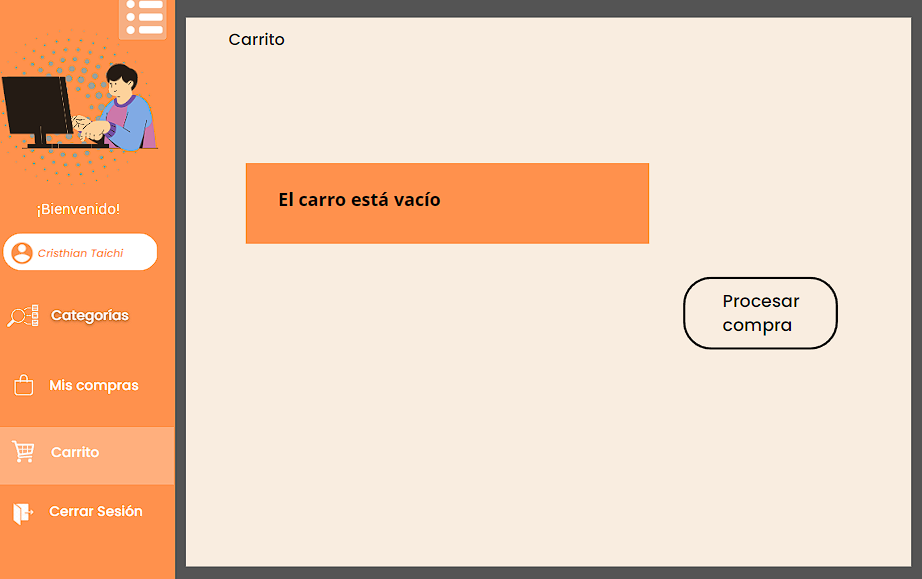 ¡Bienvenido!
Cristhian Taichi
Categorías
Mis compras
Carrito
Cerrar Sesión
Carrito
El carro está vacío
Procesar
compra